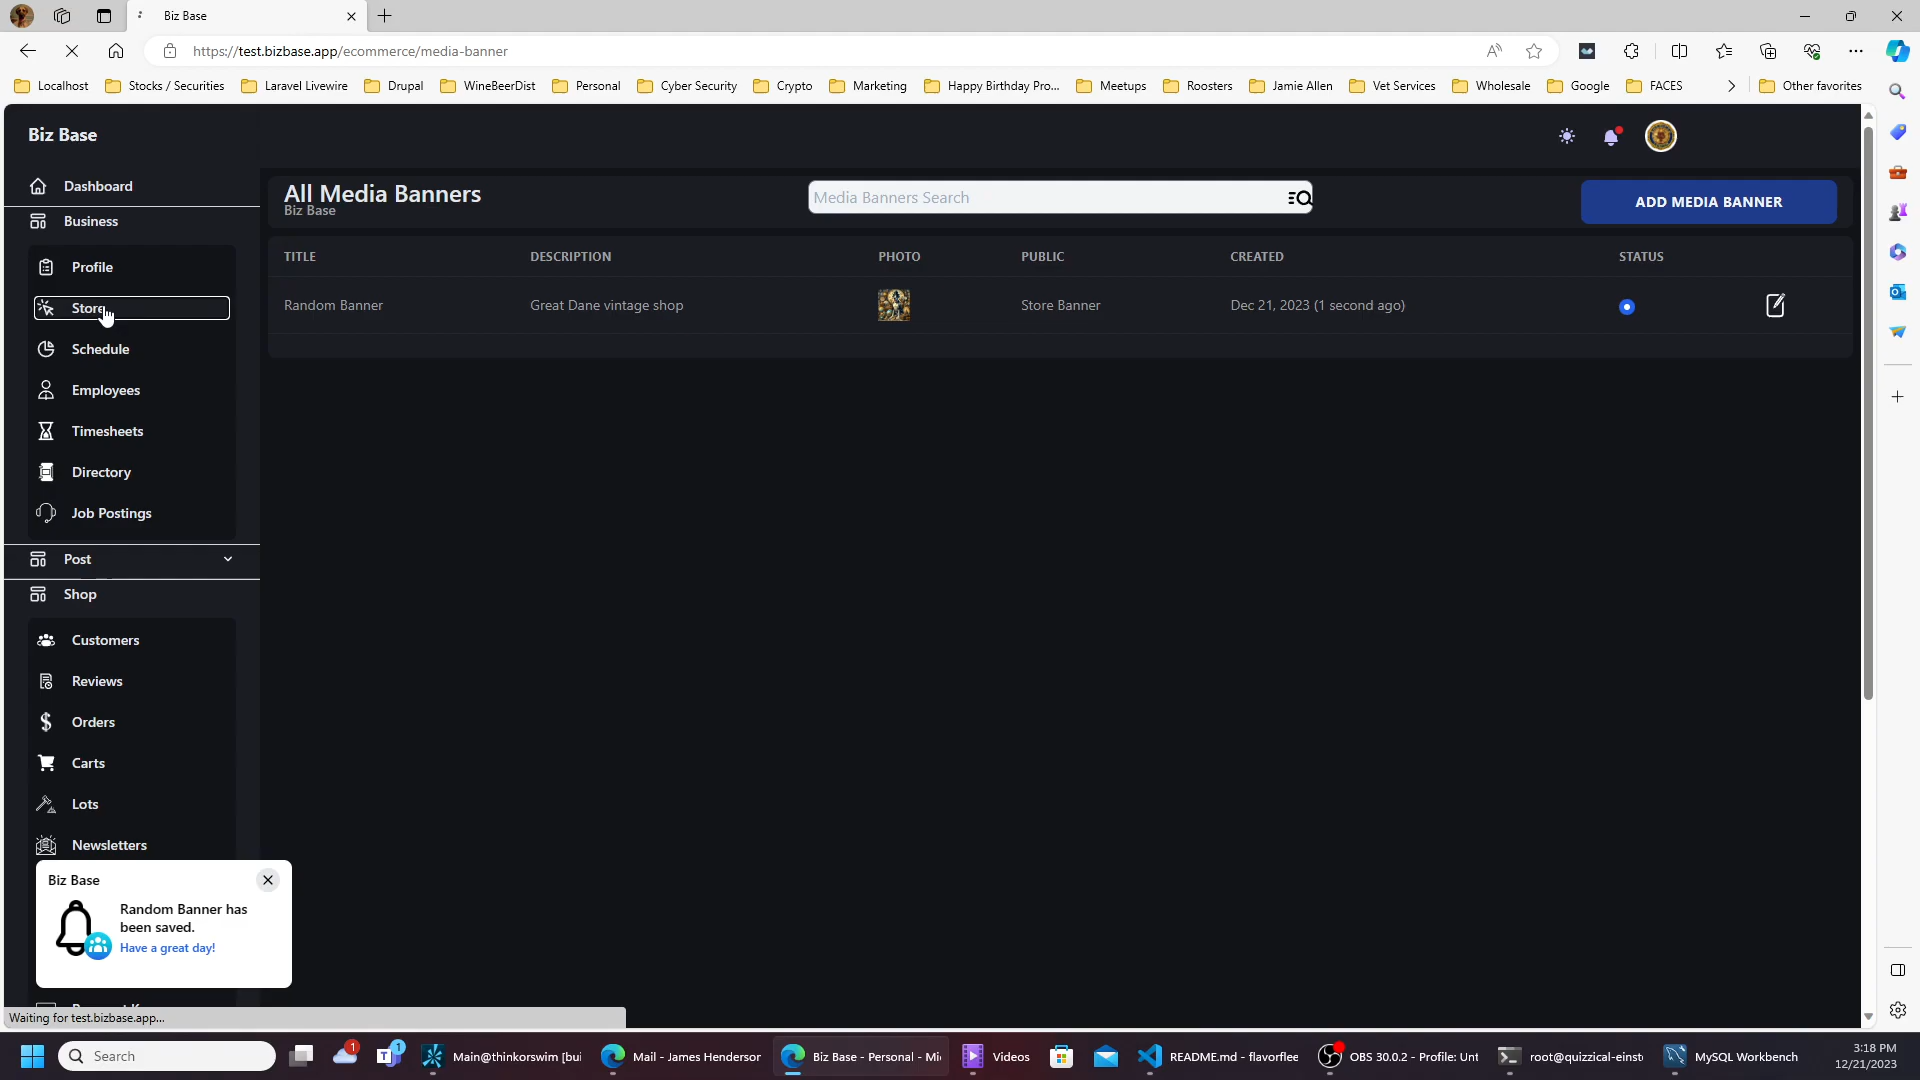 Biz Base
https://test.bizbase.app/ecommerce/media-banner
Localhost
Stocks / Securities
Laravel Livewire
Drupal
WineBeerDist
Personal
Cyber Security
Crypto
Marketing
Happy Birthday Pro...
Meetups
Roosters
Jamie Allen
Vet Services
Wholesale
Google
FACES
Other favorites
Biz Base
Dashboard
Business
Profile
Store
Schedule
Employees
Timesheets
Directory
Job Postings
Post
Shop
Customers
Reviews
Orders
Carts
Lots
Newsletters
All Media Banners
Biz Base
Media Banners Search
ADD MEDIA BANNER
TITLE DESCRIPTION PHOTO PUBLIC CREATED STATUS
Random Banner Great Dane vintage shop Store Banner Dec 21, 2023 (1 second ago)
Biz Base
Random Banner has
been saved.
Have a great day!
Waiting for test.bizbase.app...
Search
1
1
Main@thinkorswim [bui
Mail - James Henderson
Biz Base - Personal - Mi
Videos
README.md - flavorflee
OBS 30.0.2 - Profile: Unt
root@quizzical-einst
MySQL Workbench
3:18 PM
12/21/2023